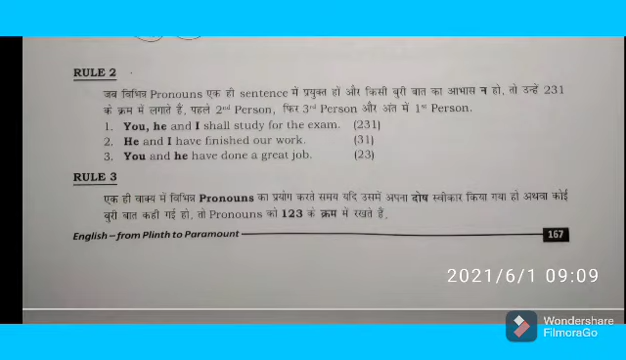 RULE 2
जब विभिन्न Pronouns एक ही sentence में प्रयुक्त हों और किसी बुरी बात का आभास न हो, तो उन्हें 231
के क्रम में लगाते हैं, पहले 2nd Person, फिर 3rd Person और अंत में 1st Person.
1. You, he and I shall study for the exam. (231)
2. He and I have finished our work. (31)
3. You and he have done a great job. (23)
RULE 3
एक ही वाक्य में विभिन्न Pronouns का प्रयोग करते समय यदि उसमें अपना दोष स्वीकार किया गया हो अथवा कोई
बुरी बात कही गई हो, तो Pronouns को 123 के क्रम में रखते हैं,
English – from Plinth to Paramount 167
2021/6/1 09:09
Wondershare
FilmoraGo